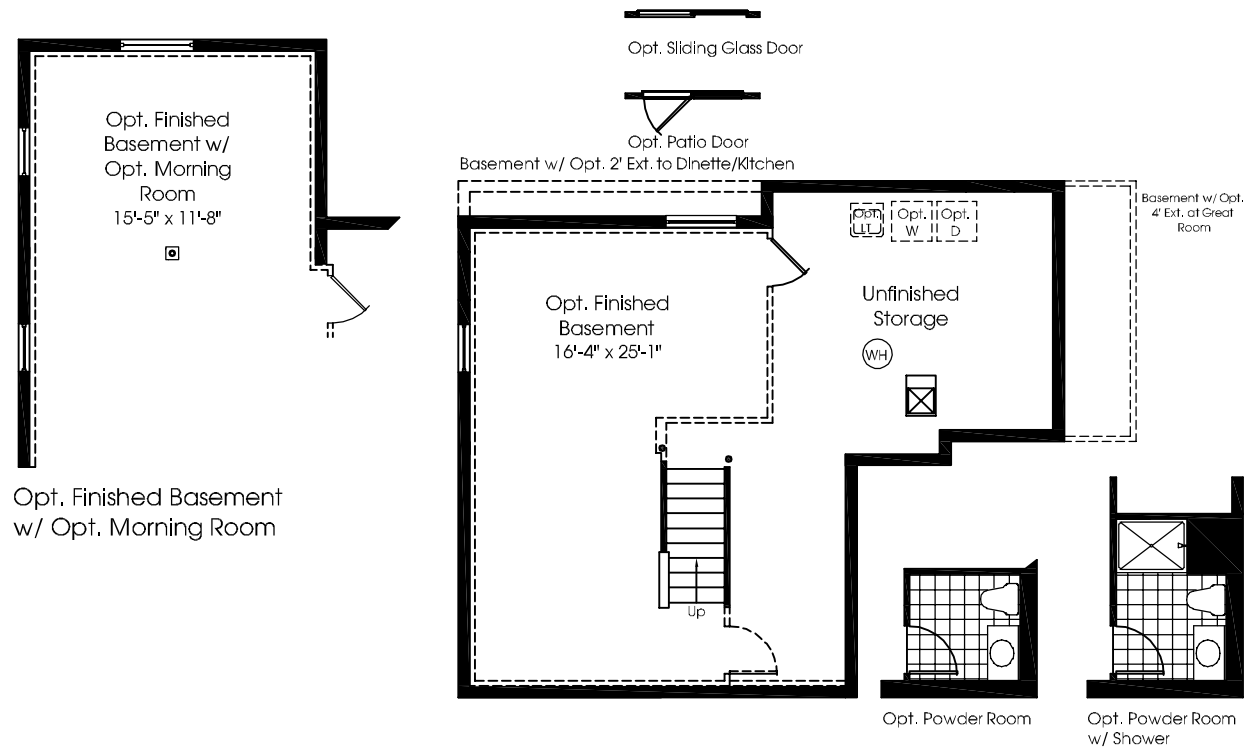 Opt. Sliding Glass Door
Opt. Patio Door
Basement w/ Opt. 2' Ext. to Dinette/Kitchen
Opt. Finished
Basement w/
Opt. Morning
Room
15'-5" x 11'-8"
Opt. Finished Basement
w/ Opt. Morning Room
Opt.
LT
Opt.
W
Opt.
D
Basement w/ Opt.
4' Ext. at Great
Room
Opt. Finished
Basement
16'-4" x 25'-1"
Unfinished
Storage
WH
Up
Opt. Powder Room
Opt. Powder Room
w/ Shower